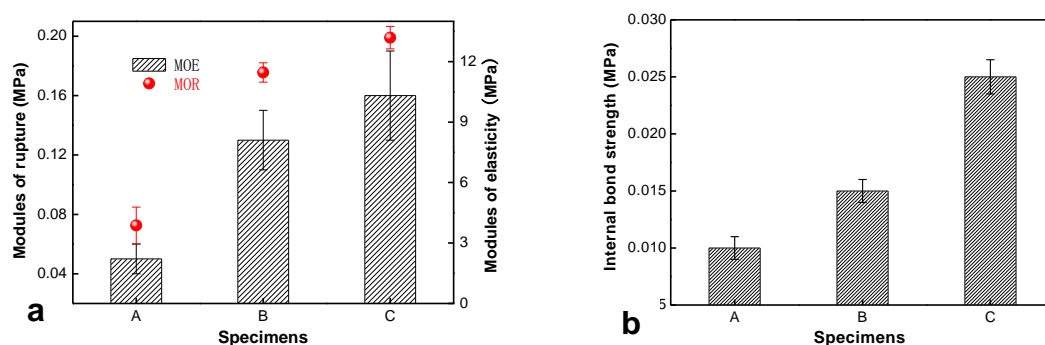 0.20
0.16
0.12
0.08
0.04
Modules of rupture (MPa)
MOE
MOR
12
9
6
3
0
Modules of elasticity (MPa)
A B C
Specimens
a
0.030
0.025
0.020
0.015
0.010
5
Internal bond strength (MPa)
A B C
Specimens
b